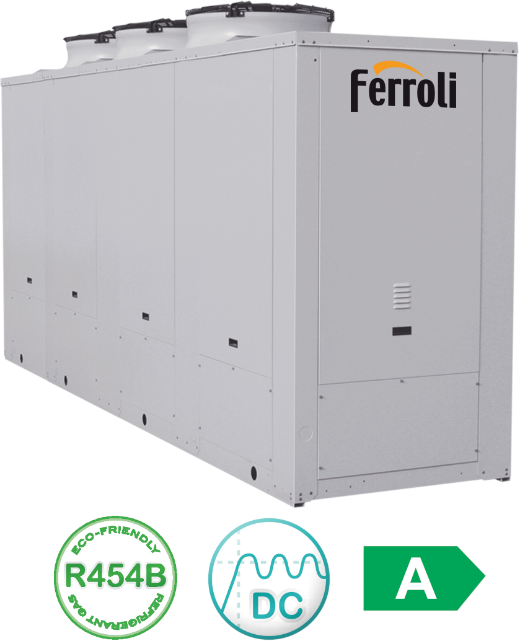 Ferroli
ECO-FRIENDLY
R454B
REFRIGERANT GAS
DC
A